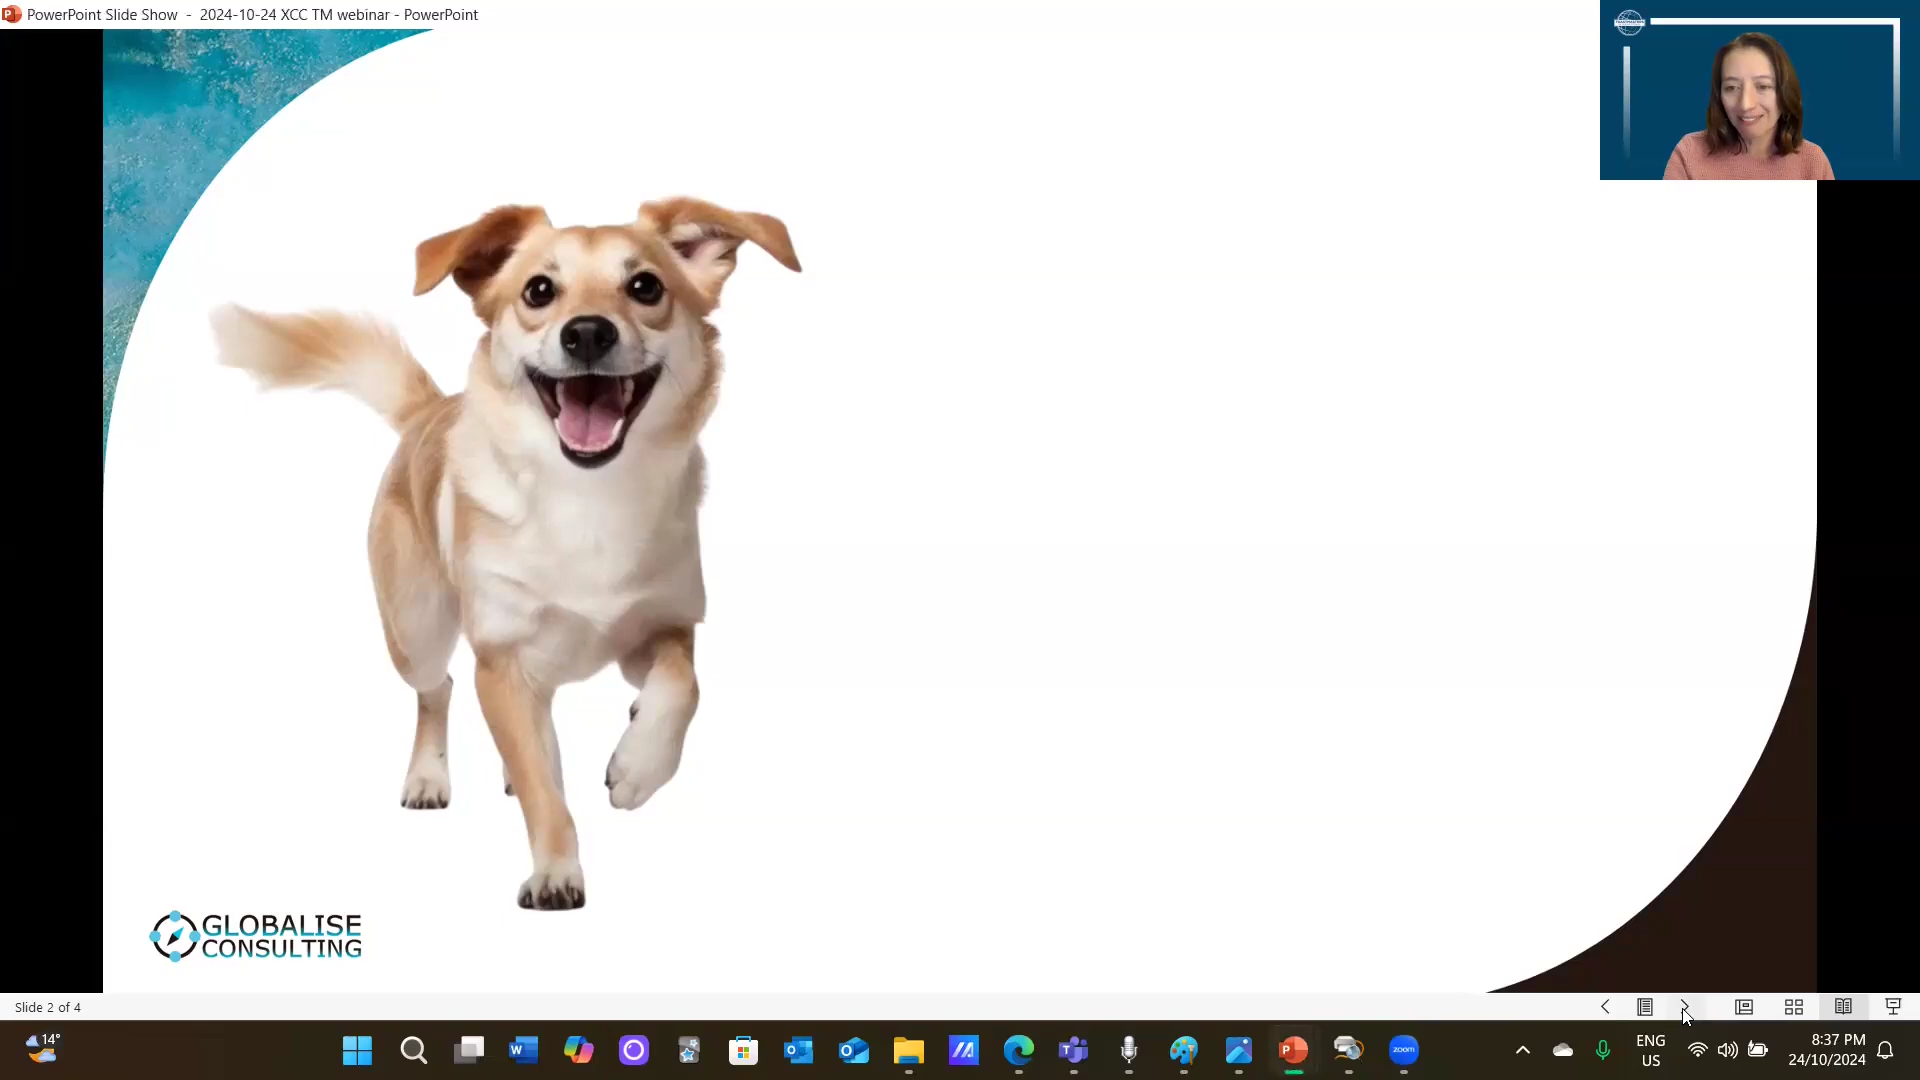 PowerPoint Slide Show - 2024-10-24 XCC TM webinar - PowerPoint
GLOBALISE
CONSULTING
Slide 2 of 4
14°
zoom
ENG
US
8:37 PM
24/10/2024